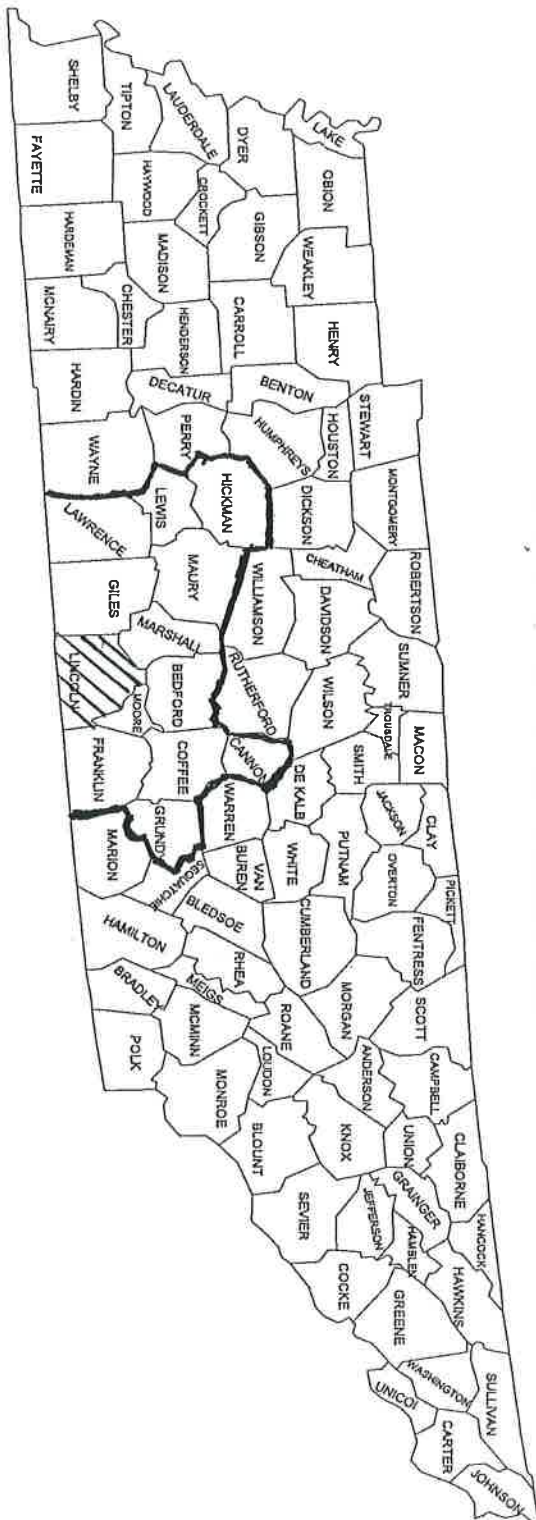 LAKE
OBION
WEAKLEY
HENRY
STEWART
MONTGOMERY
ROBERTSON
SUMNER
TROUSDALE
MACON
CLAY
PICKETT
SCOTT
CAMPBELL
CLAIBORNE
HANCOCK
HAWKINS
SULLIVAN
JOHNSON
DYER
GIBSON
CARROLL
BENTON
HOUSTON
HUMPHREYS
DICKSON
CHEATHAM
DAVIDSON
WILSON
SMITH
JACKSON
OVERTON
FENTRESS
MORGAN
ANDERSON
UNION
GRAINGER
HAMBLEN
GREENE
WASHINGTON
UNICOI
CARTER
LAUDERDALE
CROCKETT
TIPTON
HAYWOOD
MADISON
HENDERSON
DECATUR
PERRY
HICKMAN
WILLIAMSON
RUTHERFORD
CANNON
DE KALB
PUTNAM
WHITE
CUMBERLAND
ROANE
LOUDON
KNOX
JEFFERSON
SEVIER
COCKE
LEWIS
MAURY
MARSHALL
BEDFORD
COFFEE
WARREN
VAN
BUREN
BLEDSOE
RHEA
MEIGS
MCMINN
MONROE
BLOUNT
SHELBY
FAYETTE
HARDEMAN
CHESTER
MCNAIRY
HARDIN
WAYNE
LAWRENCE
GILES
LINCOLN
MOORE
FRANKLIN
GRUNDY
SEQUATCHIE
MARION
HAMILTON
BRADLEY
POLK